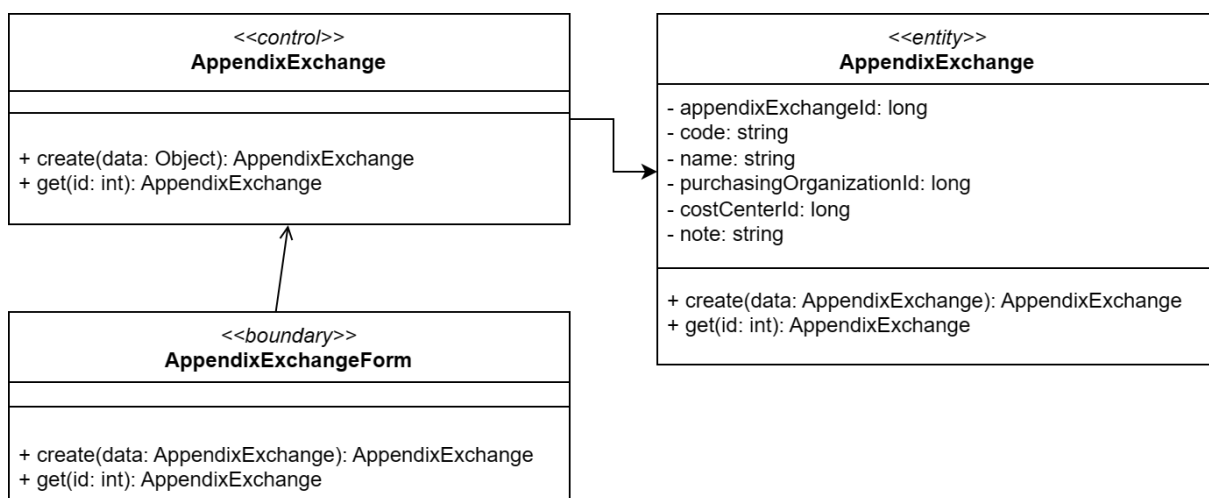 <<control>>
AppendixExchange
+ create(data: Object): AppendixExchange
+ get(id: int): AppendixExchange
<<entity>>
AppendixExchange
- appendixExchangeId: long
- code: string
- name: string
- purchasingOrganizationId: long
- costCenterId: long
- note: string
+ create(data: AppendixExchange): AppendixExchange
+ get(id: int): AppendixExchange
<<boundary>>
AppendixExchangeForm
+ create(data: AppendixExchange): AppendixExchange
+ get(id: int): AppendixExchange